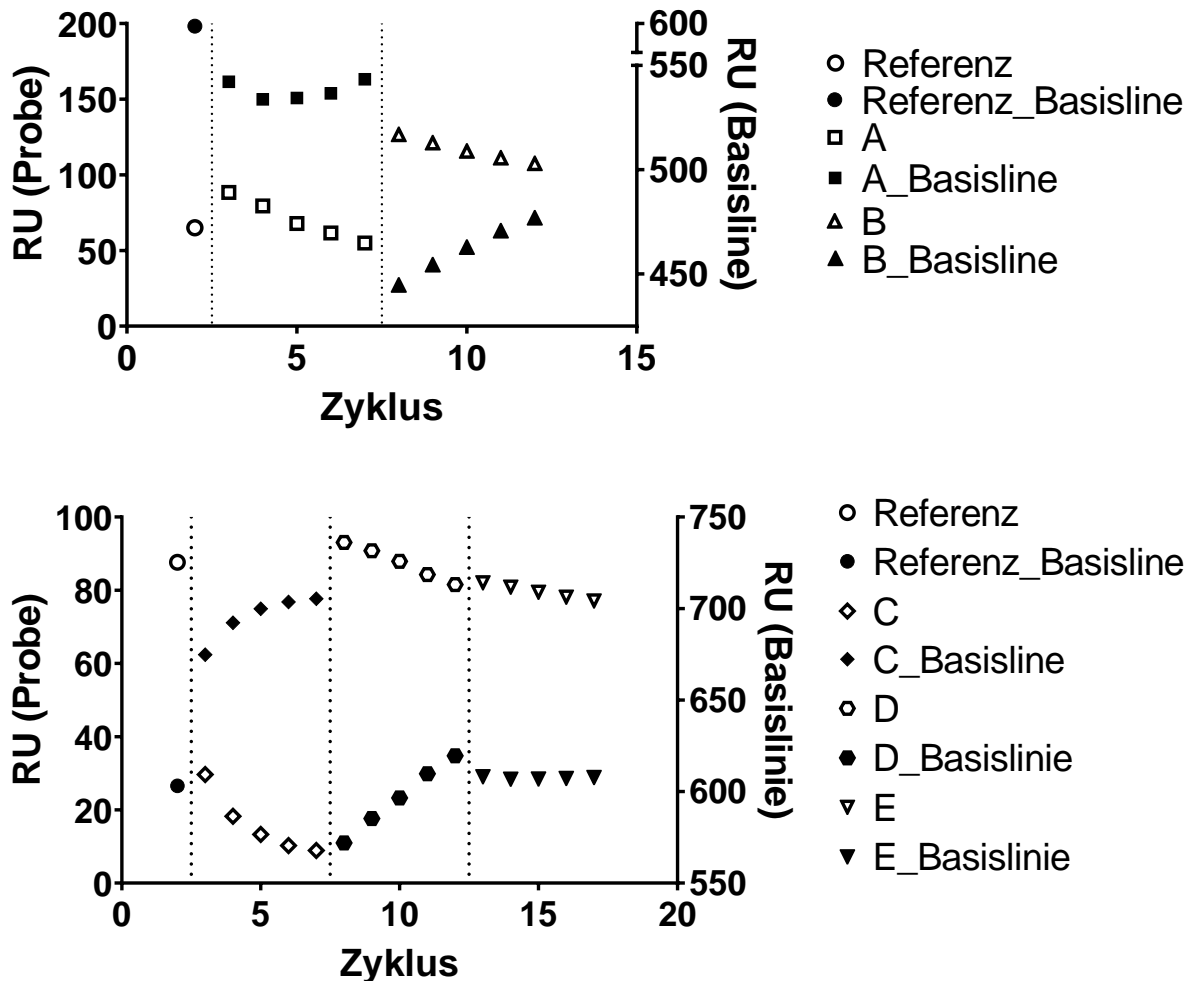 200
150
100
50
0
RU (Probe)
600
550
500
450
RU (Basisline)
0
5
10
15
Zyklus
Referenz
Referenz_Basisline
A
A_Basisline
B
B_Basisline
100
80
60
40
20
0
RU (Probe)
750
700
650
600
550
RU (Basislinie)
0
5
10
15
20
Zyklus
Referenz
Referenz_Basisline
C
C_Basisline
D
D_Basislinie
E
E_Basislinie